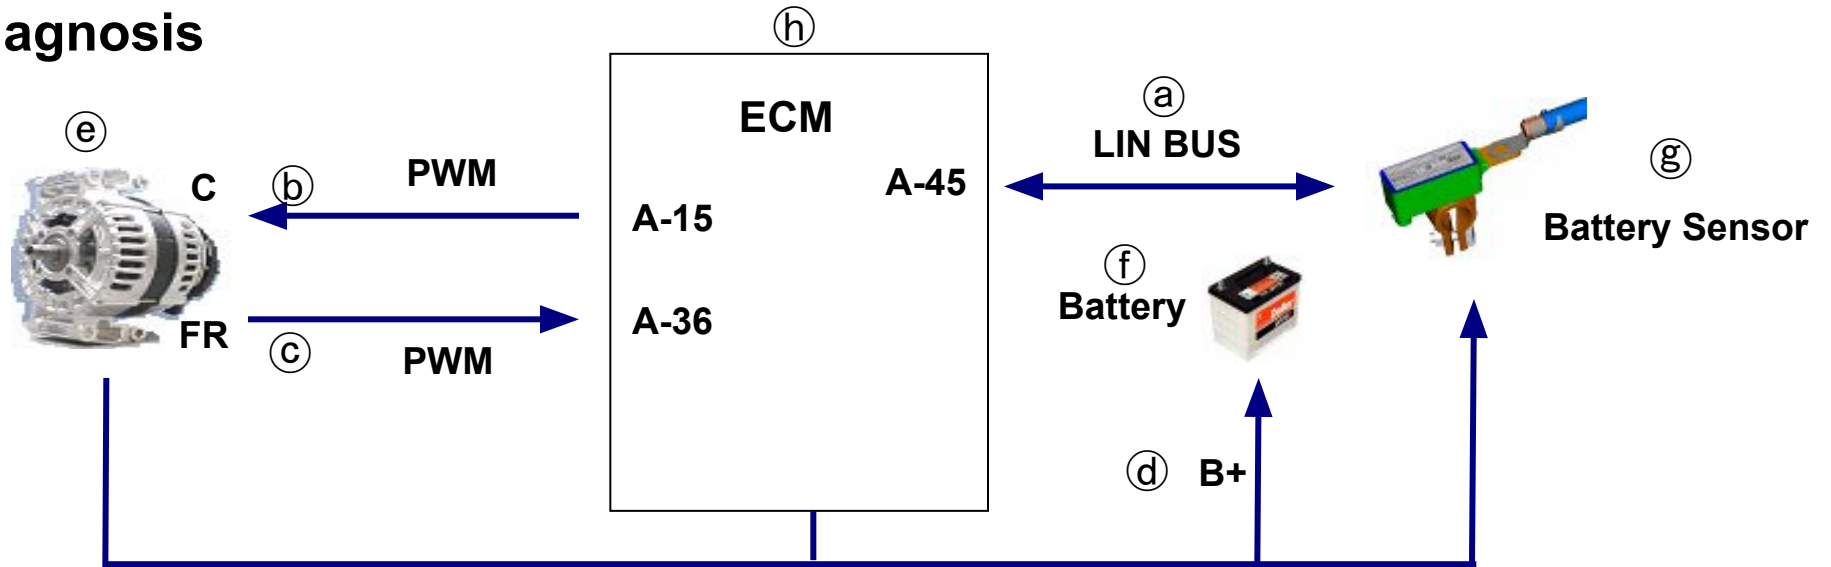 agnosis
ⓗ
ECM
ⓐ
LIN BUS
ⓔ
C
ⓑ
PWM
A-15
A-45
ⓖ
Battery Sensor
ⓕ
Battery
FR
ⓒ
PWM
A-36
ⓓ B+